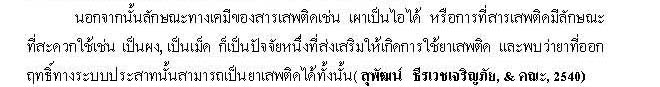 นอกจากนั้นลักษณะทางเคมีของสารเสพติดเช่น เผาเป็นไอได้ หรือการที่สารเสพติดมีลักษณะ
ที่สะดวกใช้เช่น เป็นผง, เป็นเม็ด ก็เป็นปัจจัยหนึ่งที่ส่งเสริมให้เกิดการใช้ยาเสพติด และพบว่ายาที่ออก
ฤทธิ์ทางระบบประสาทนั้นสามารถเป็นยาเสพติดได้ทั้งนั้น( สุพัฒน์ ธีรเวชเจริญภัย, & คณะ, 2540)